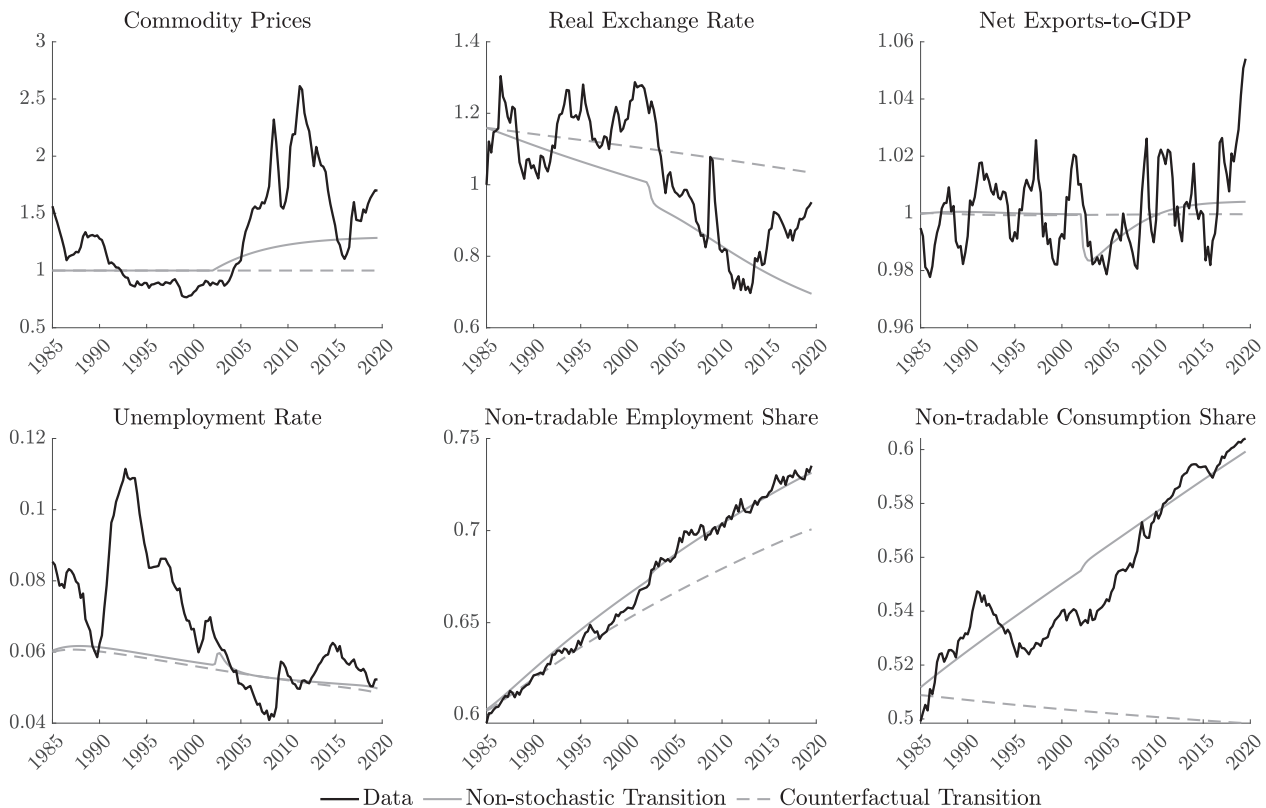 Commodity Prices
3
2.5
2
1.5
1
0.5
1985 1990 1995 2000 2005 2010 2015 2020
Real Exchange Rate
1.4
1.2
1
0.8
0.6
1985 1990 1995 2000 2005 2010 2015 2020
Net Exports-to-GDP
1.06
1.04
1.02
1
0.98
0.96
1985 1990 1995 2000 2005 2010 2015 2020
Unemployment Rate
0.12
0.1
0.08
0.06
0.04
1985 1990 1995 2000 2005 2010 2015 2020
Non-tradable Employment Share
0.75
0.7
0.65
0.6
1985 1990 1995 2000 2005 2010 2015 2020
Non-tradable Consumption Share
0.6
0.58
0.56
0.54
0.52
0.5
1985 1990 1995 2000 2005 2010 2015 2020
Data Non-stochastic Transition Counterfactual Transition